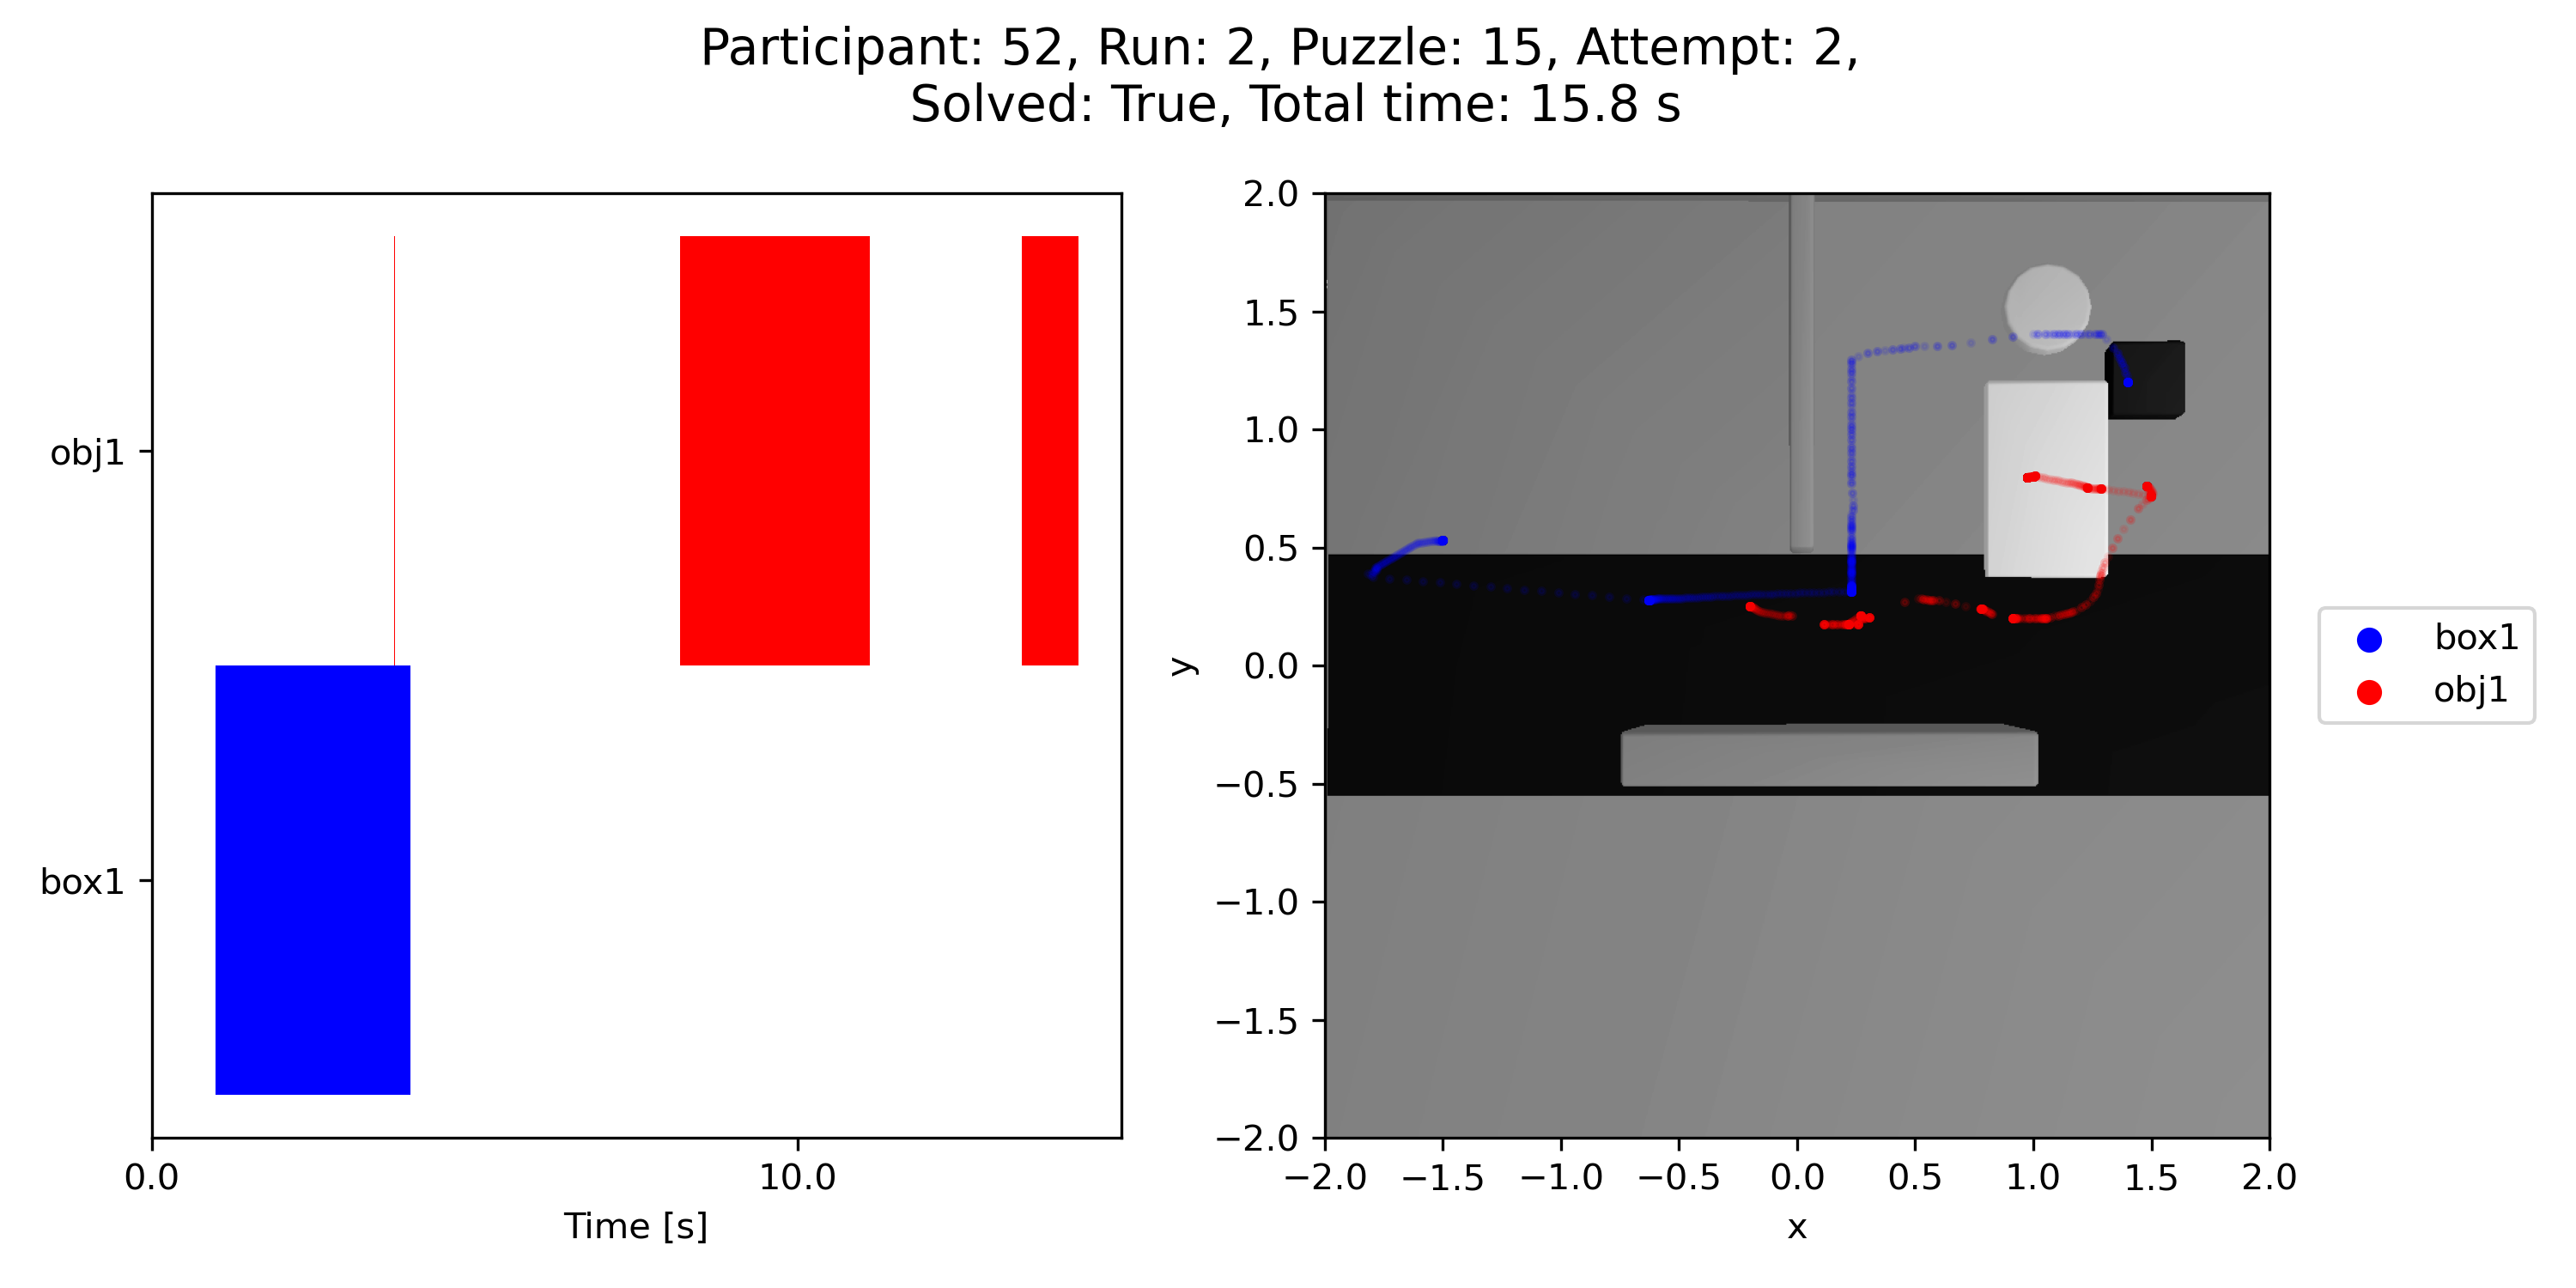 Participant: 52, Run: 2, Puzzle: 15, Attempt: 2,
Solved: True, Total time: 15.8 s
obj1
box1
0.0
10.0
Time [s]
2.0
1.5
1.0
0.5
0.0
−0.5
−1.0
−1.5
−2.0
y
−2.0
−1.5
−1.0
−0.5
0.0
0.5
1.0
1.5
2.0
x
box1
obj1